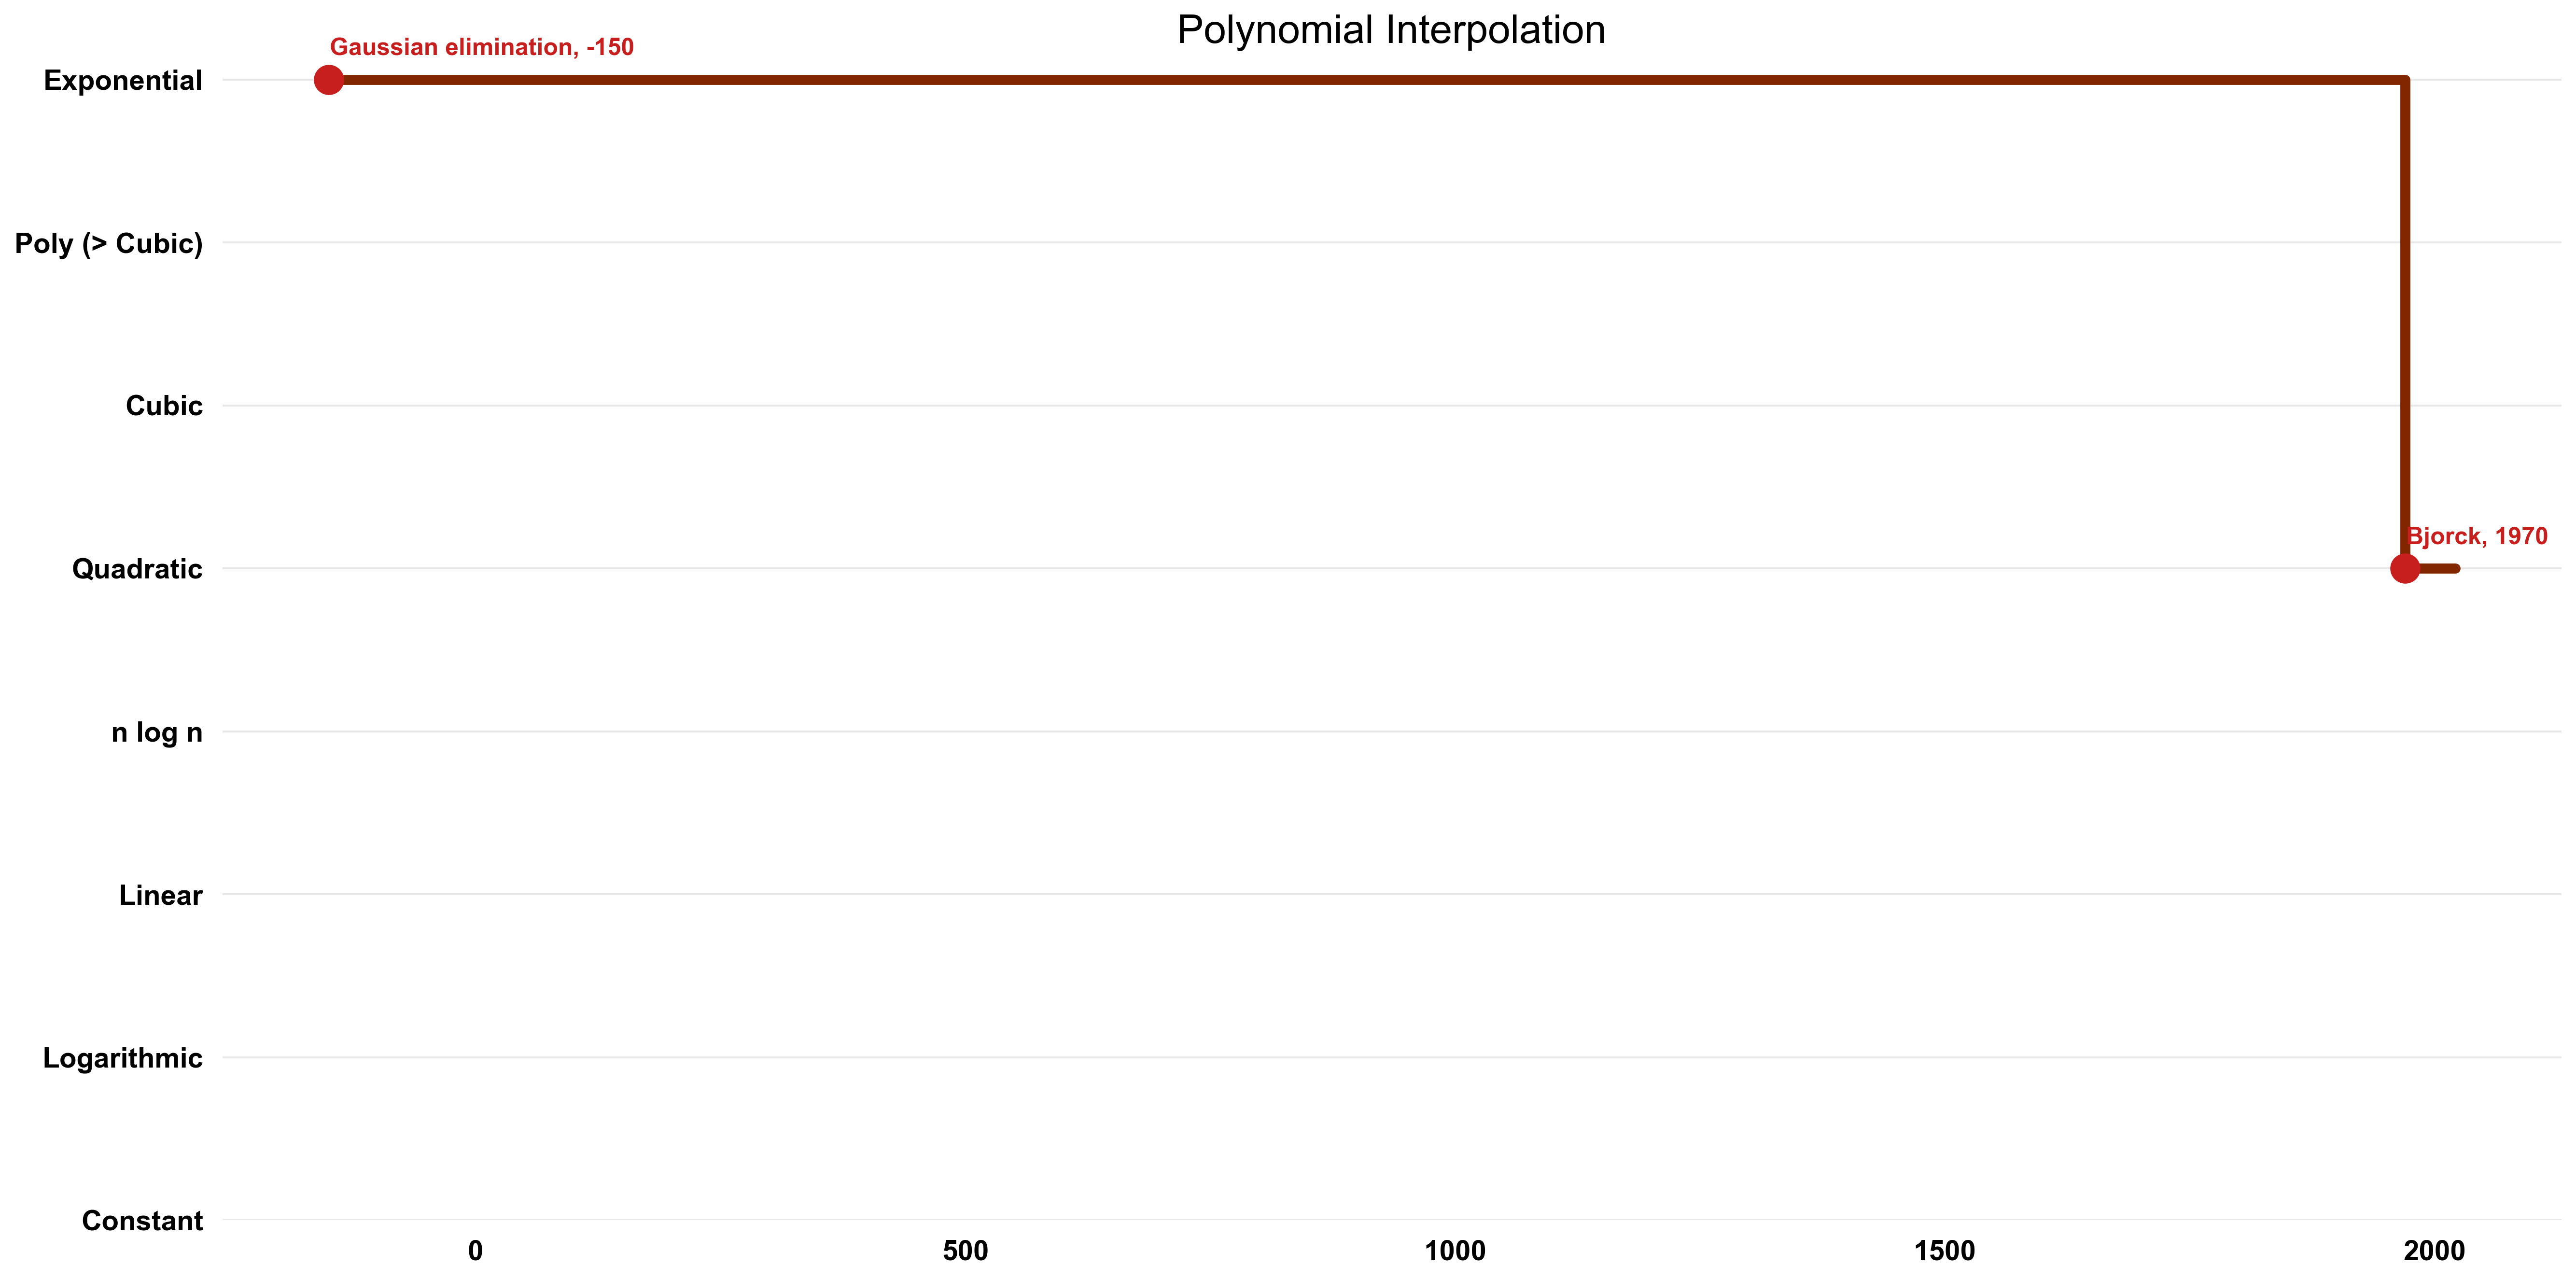 Polynomial Interpolation
Gaussian elimination, -150
Exponential
Poly (> Cubic)
Cubic
Bjorck, 1970
Quadratic
n log n
Linear
Logarithmic
Constant
0 500 1000 1500 2000